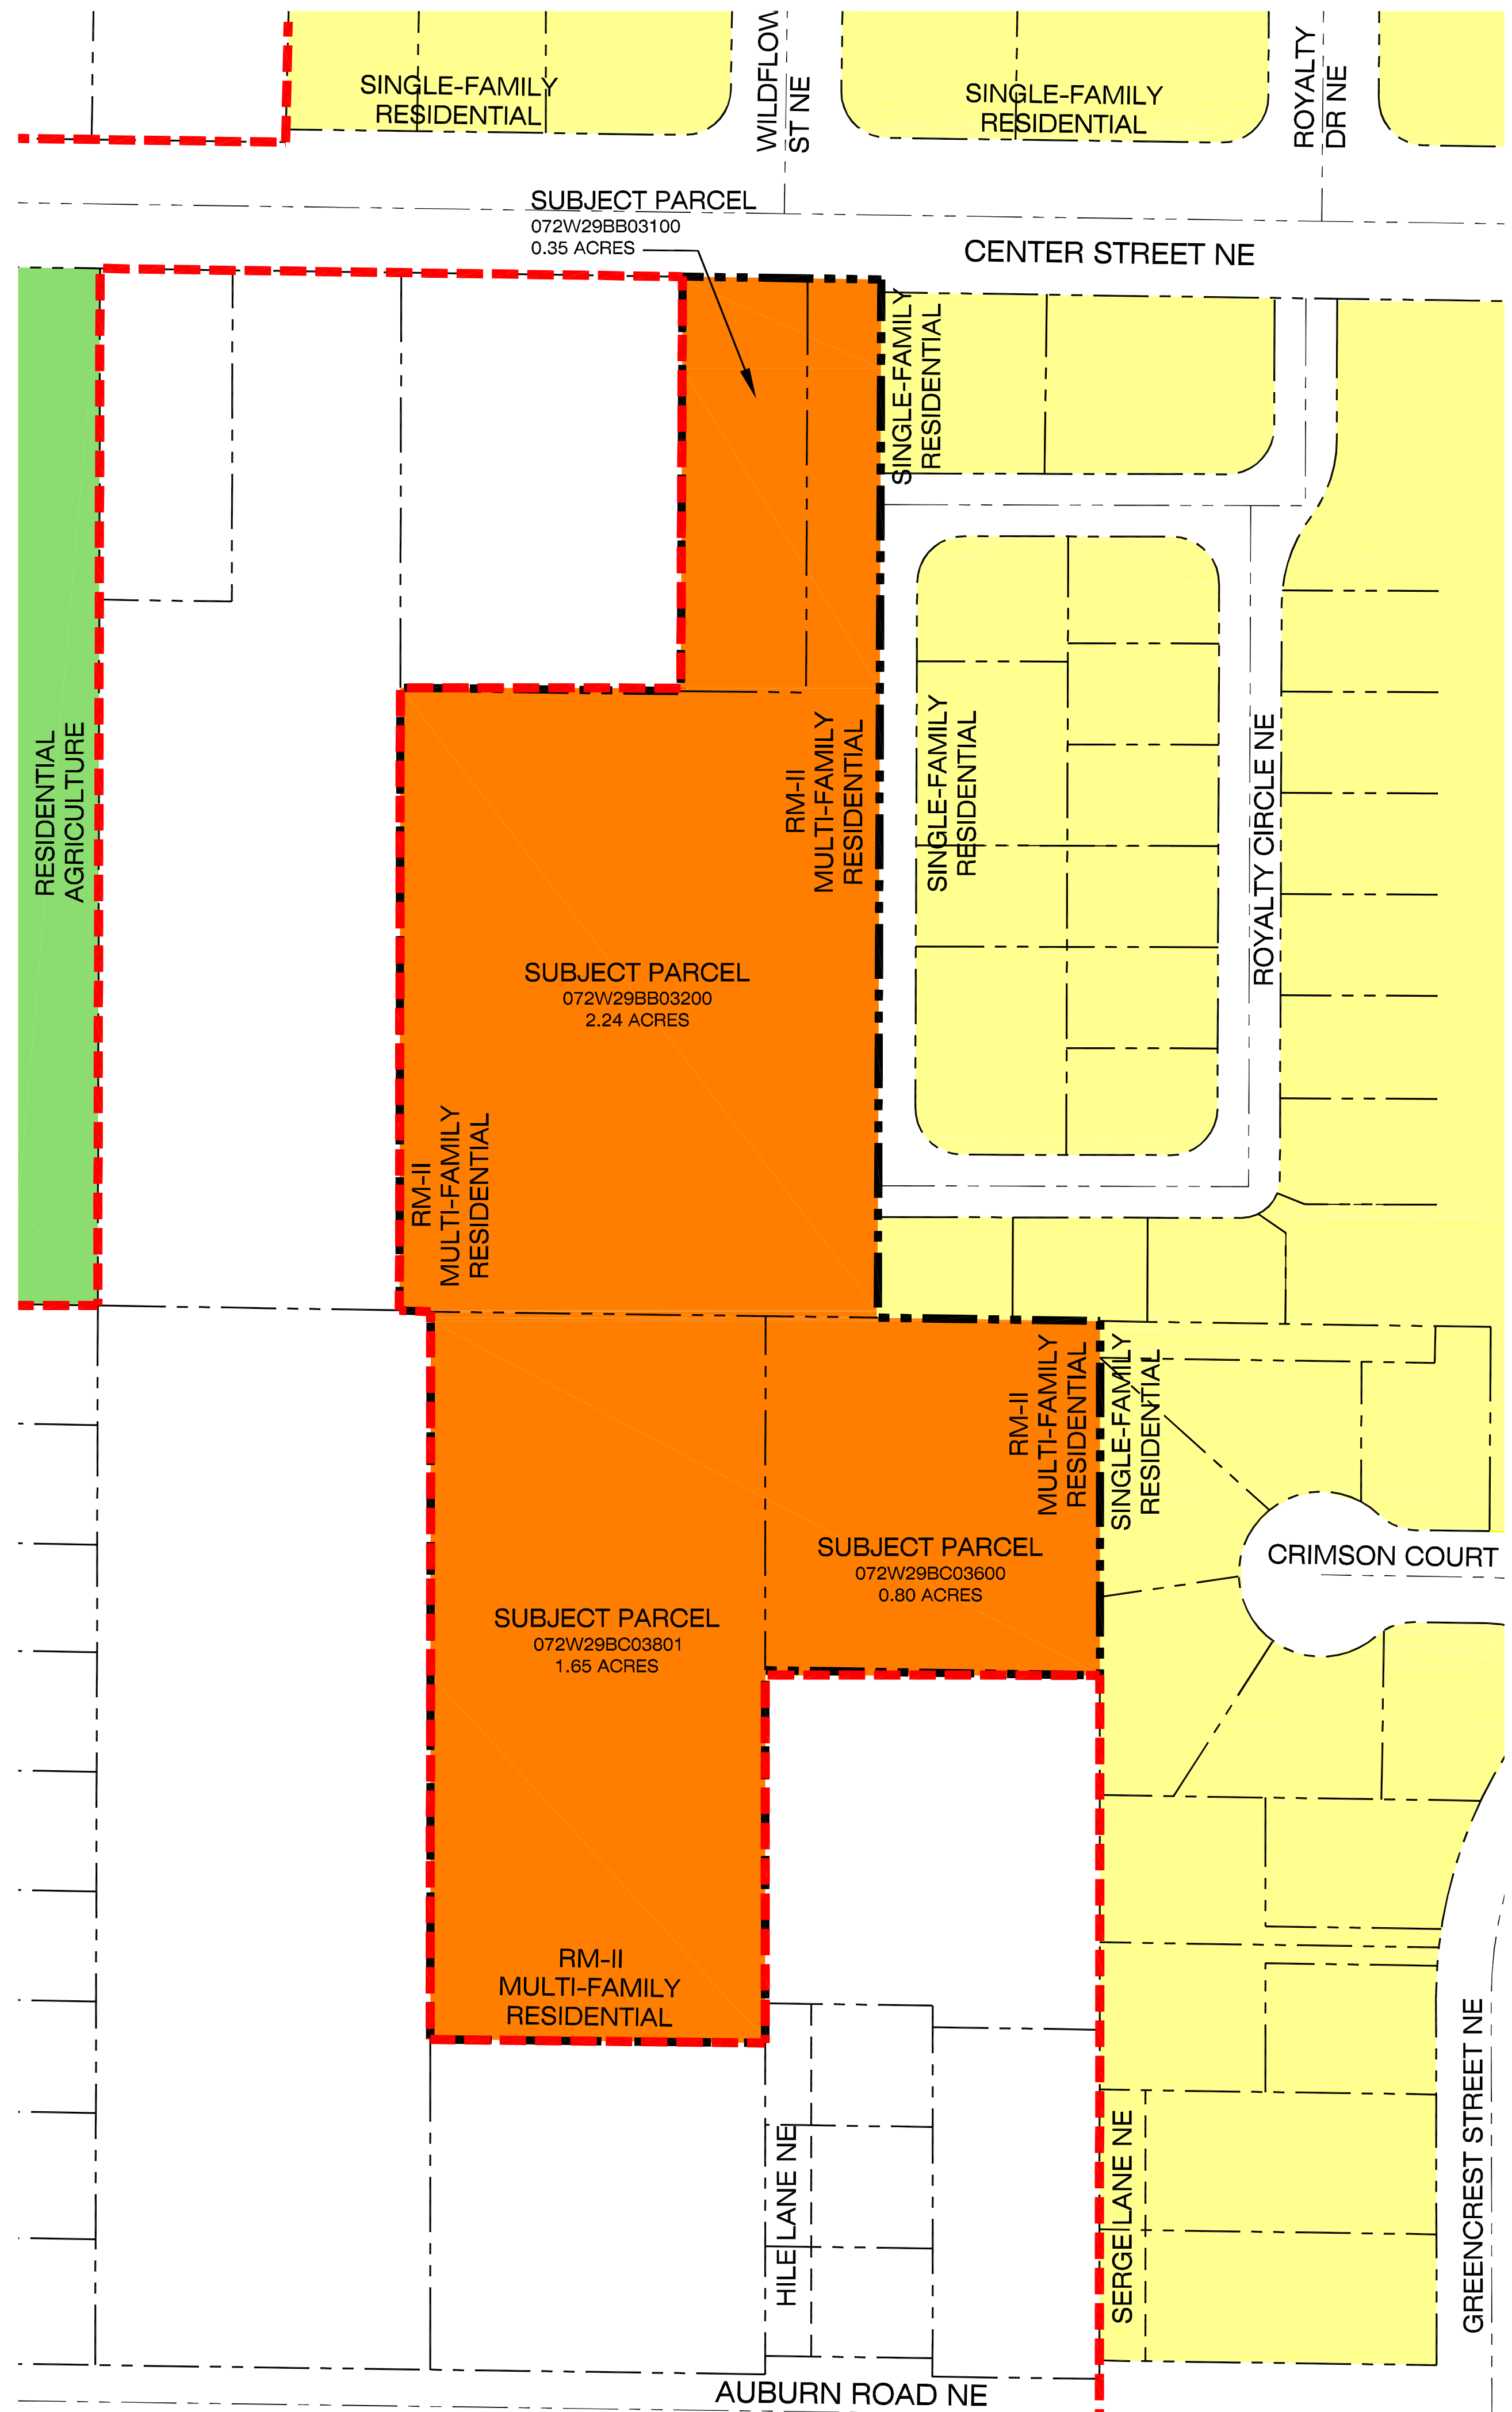 SINGLE-FAMILY
RESIDENTIAL
WILDFLOW
ST NE
SINGLE-FAMILY
RESIDENTIAL
ROYALTY
DR NE
SUBJECT PARCEL
072W29BB03100
0.35 ACRES
CENTER STREET NE
SINGLE-FAMILY
RESIDENTIAL
RESIDENTIAL
AGRICULTURE
RM-II
MULTI-FAMILY
RESIDENTIAL
SINGLE-FAMILY
RESIDENTIAL
ROYALTY CIRCLE NE
SUBJECT PARCEL
072W29BB03200
2.24 ACRES
RM-II
MULTI-FAMILY
RESIDENTIAL
RM-II
MULTI-FAMILY
RESIDENTIAL
SINGLE-FAMILY
RESIDENTIAL
SUBJECT PARCEL
072W29BC03600
0.80 ACRES
CRIMSON COURT
SUBJECT PARCEL
072W29BC03801
1.65 ACRES
RM-II
MULTI-FAMILY
RESIDENTIAL
HILE LANE NE
SERGE LANE NE
GREENCREST STREET NE
AUBURN ROAD NE